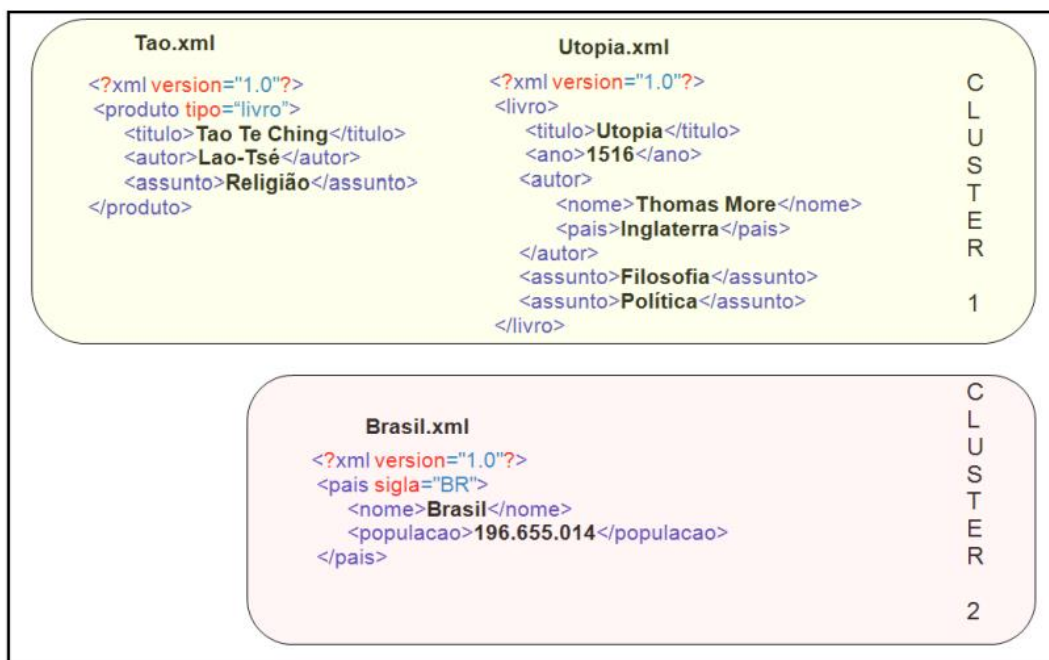 Tao.xml
<?xml version="1.0"?>
<produto tipo=“livro”>
<titulo>Tao Te Ching</titulo>
<autor>Lao-Tsé</autor>
<assunto>Religião</assunto>
</produto>
Utopia.xml
<?xml version="1.0"?>
<livro>
<titulo>Utopia</titulo>
<ano>1516</ano>
<autor>
<nome>Thomas More</nome>
<pais>Inglaterra</pais>
</autor>
<assunto>Filosofia</assunto>
<assunto>Política</assunto>
</livro>
CLUSTER 1
Brasil.xml
<?xml version="1.0"?>
<pais sigla="BR">
<nome>Brasil</nome>
<populacao>196.655.014</populacao>
</pais>
CLUSTER 2